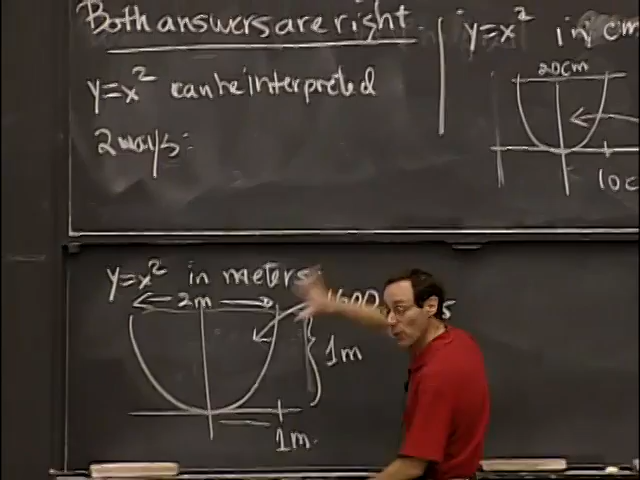 Both answers are right.
y=x² can be interpreted
2 ways:
y=x² in cm
20cm
10c
y=x² in meters:
2m
1600
s
1m
1m.